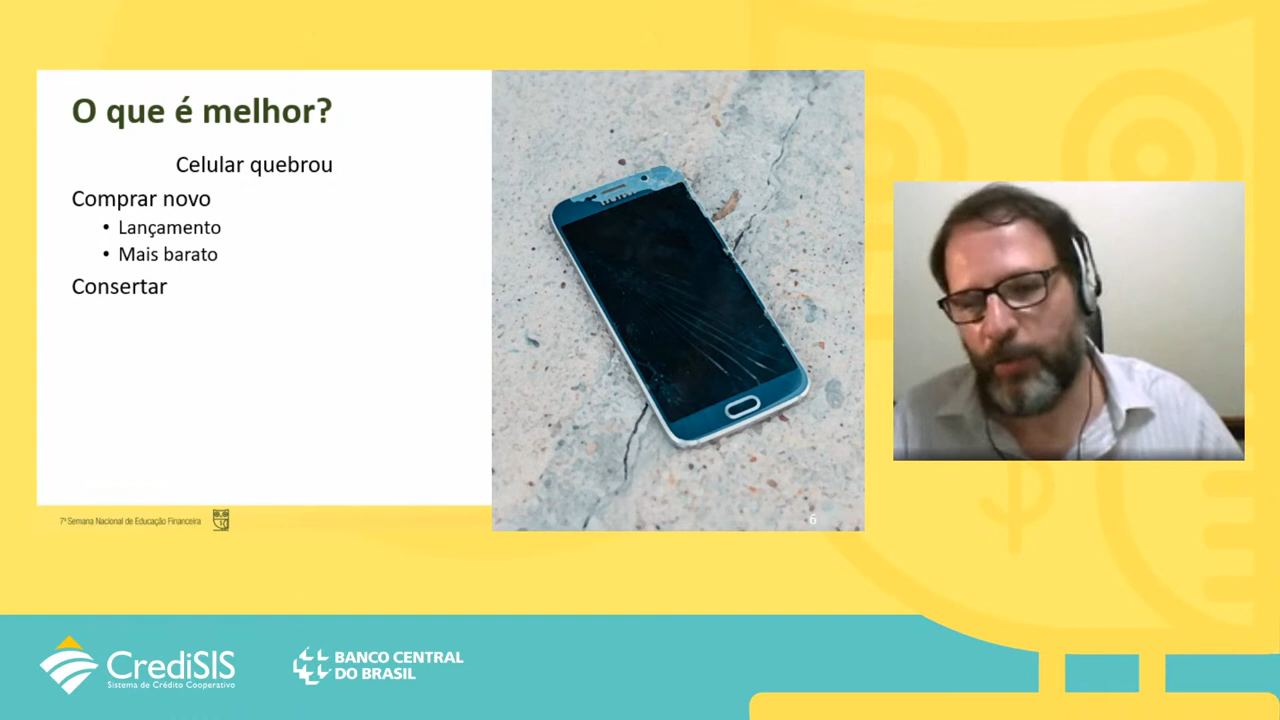 O que é melhor?
Celular quebrou
Comprar novo
• Lançamento
• Mais barato
Consertar
7ª Semana Nacional de Educação Financeira
6
CrediSIS
Sistema de Crédito Cooperativo
BANCO CENTRAL
DO BRASIL